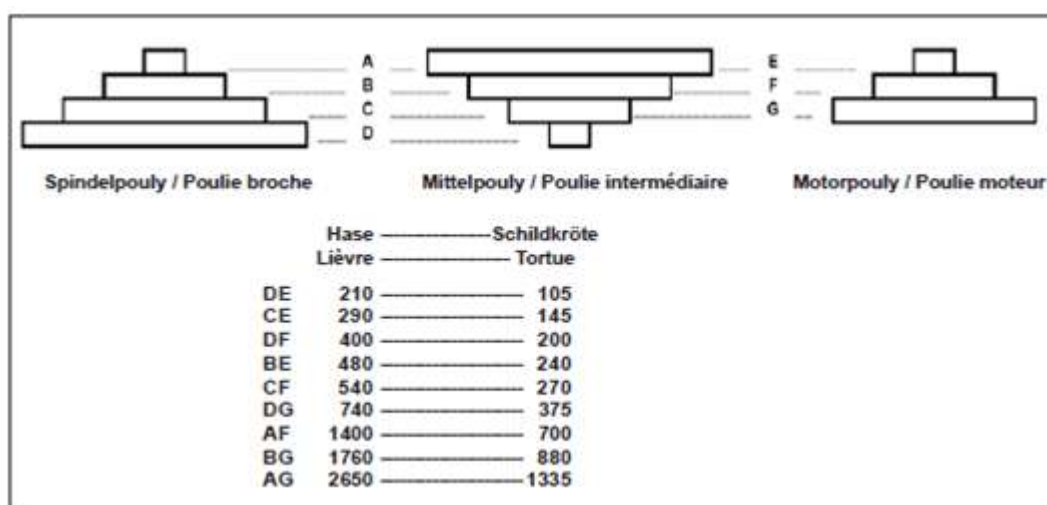 A E
B F
C G
D
Spindelpouly / Poulie broche Mittelpouly / Poulie intermédiaire Motorpouly / Poulie moteur
Hase Schildkröte
Lièvre Tortue
DE 210 105
CE 290 145
DF 400 200
BE 480 240
CF 540 270
DG 740 375
AF 1400 700
BG 1760 880
AG 2650 1335